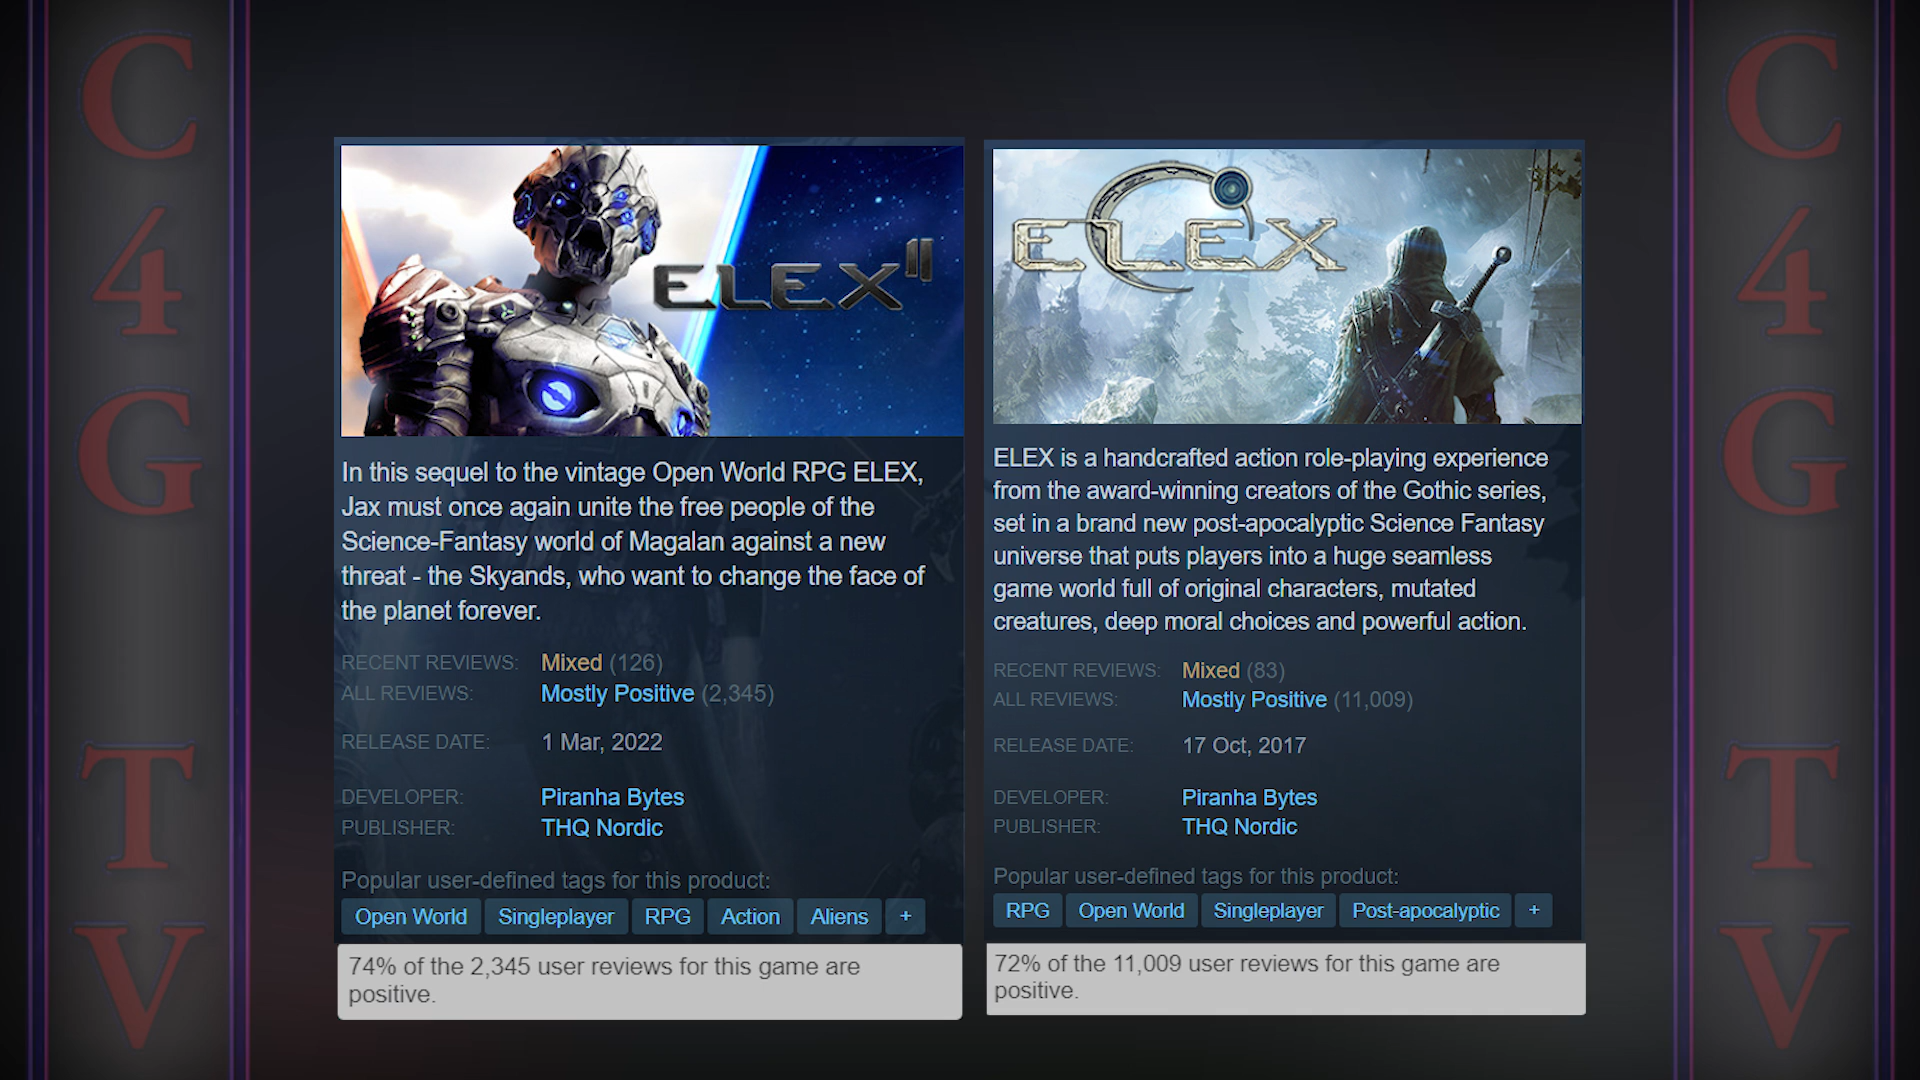 C
4
G
T
V
ELEX II
In this sequel to the vintage Open World RPG ELEX,
Jax must once again unite the free people of the
Science-Fantasy world of Magalan against a new
threat - the Skyands, who want to change the face of
the planet forever.
RECENT REVIEWS: Mixed (126)
ALL REVIEWS: Mostly Positive (2,345)
RELEASE DATE: 1 Mar, 2022
DEVELOPER: Piranha Bytes
PUBLISHER: THQ Nordic
Popular user-defined tags for this product:
Open World Singleplayer RPG Action Aliens +
74% of the 2,345 user reviews for this game are
positive.
ELEX
ELEX is a handcrafted action role-playing experience
from the award-winning creators of the Gothic series,
set in a brand new post-apocalyptic Science Fantasy
universe that puts players into a huge seamless
game world full of original characters, mutated
creatures, deep moral choices and powerful action.
RECENT REVIEWS: Mixed (83)
ALL REVIEWS: Mostly Positive (11,009)
RELEASE DATE: 17 Oct, 2017
DEVELOPER: Piranha Bytes
PUBLISHER: THQ Nordic
Popular user-defined tags for this product:
RPG Open World Singleplayer Post-apocalyptic +
72% of the 11,009 user reviews for this game are
positive.
C
4
G
T
V